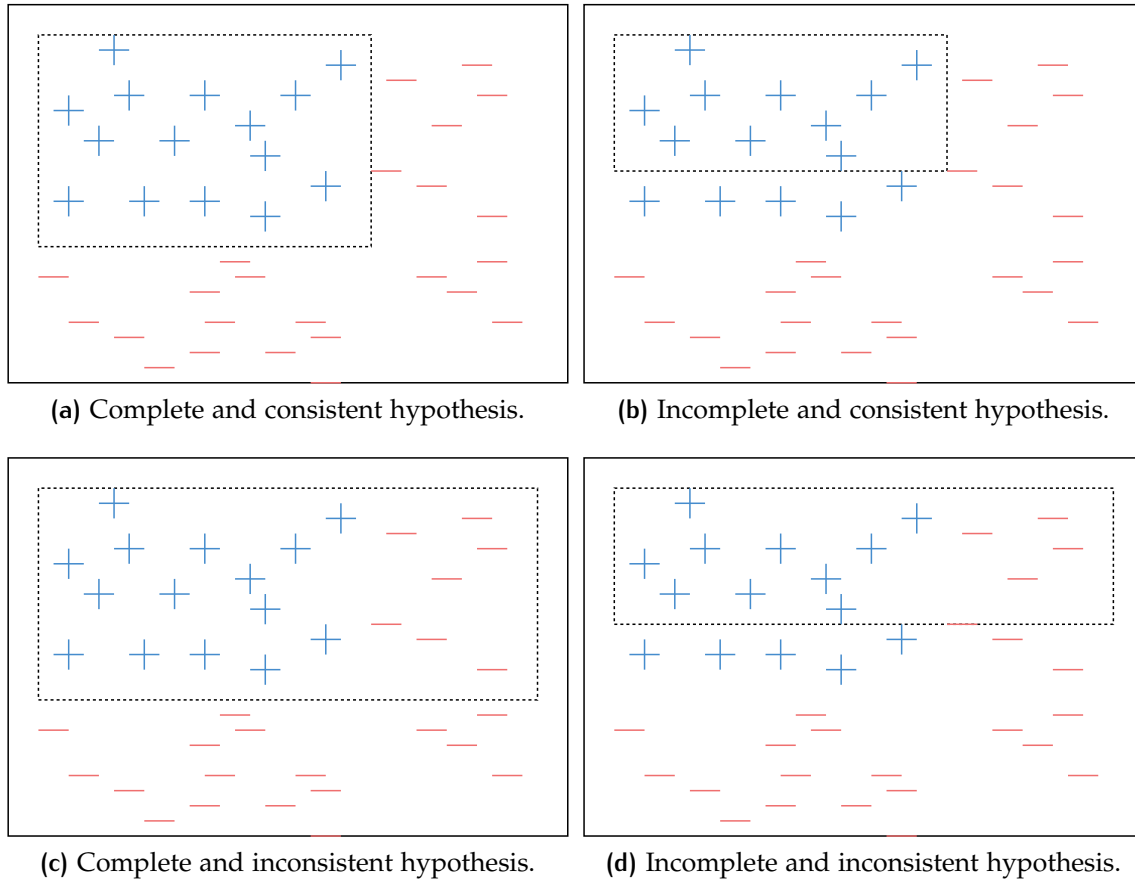 (a) Complete and consistent hypothesis.
(b) Incomplete and consistent hypothesis.
(c) Complete and inconsistent hypothesis.
(d) Incomplete and inconsistent hypothesis.